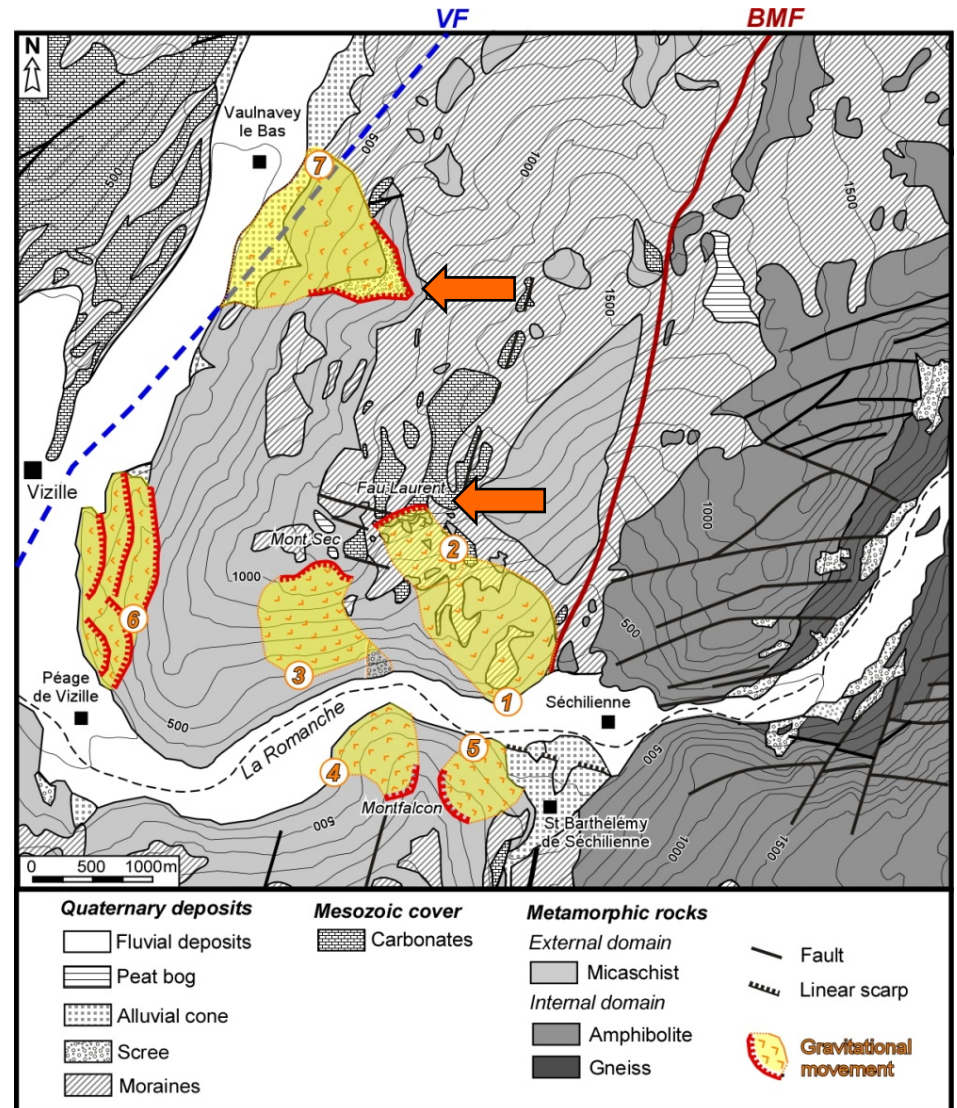 VF
BMF
N
Vaulnavey
le Bas
500
7
500
1000
1500
1500
Vizille
Fau Laurent
Mont Sec
2
1000
1000
6
500
3
Péage
de Vizille
1
Séchilienne
500
La Romanche
500
5
4
Montfalcon
St Barthélémy
de Séchilienne
500
1000
1500
0 500 1000m
Quaternary deposits
Fluvial deposits
Peat bog
Alluvial cone
Scree
Moraines
Mesozoic cover
Carbonates
Metamorphic rocks
External domain
Micaschist
Internal domain
Amphibolite
Gneiss
Fault
Linear scarp
Gravitational
movement